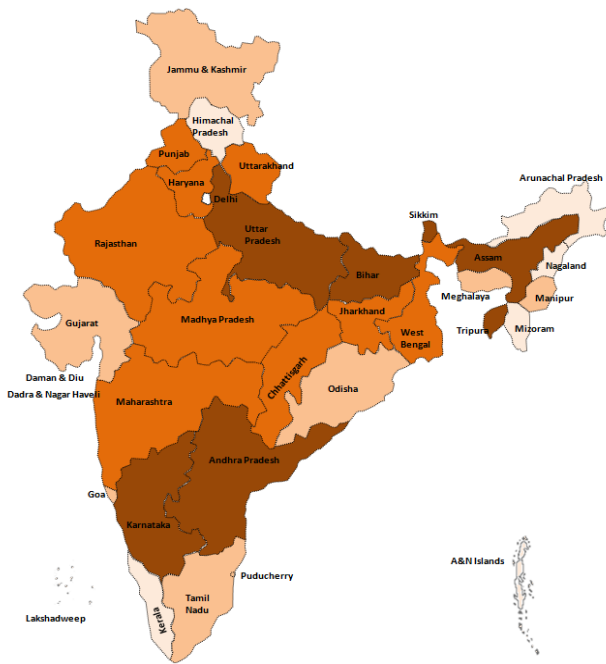 Jammu & Kashmir
Himachal
Pradesh
Punjab
Uttarakhand
Haryana
Arunachal Pradesh
Delhi
Sikkim
Uttar
Pradesh
Rajasthan
Assam
Nagaland
Bihar
Meghalaya
Manipur
Jharkhand
Madhya Pradesh
Gujarat
West
Bengal
Tripura
Mizoram
Daman & Diu
Dadra & Nagar Haveli
Chhattisgarh
Odisha
Maharashtra
Andhra Pradesh
Goa
Karnataka
A&N Islands
Puducherry
Tamil
Nadu
Kerala
Lakshadweep